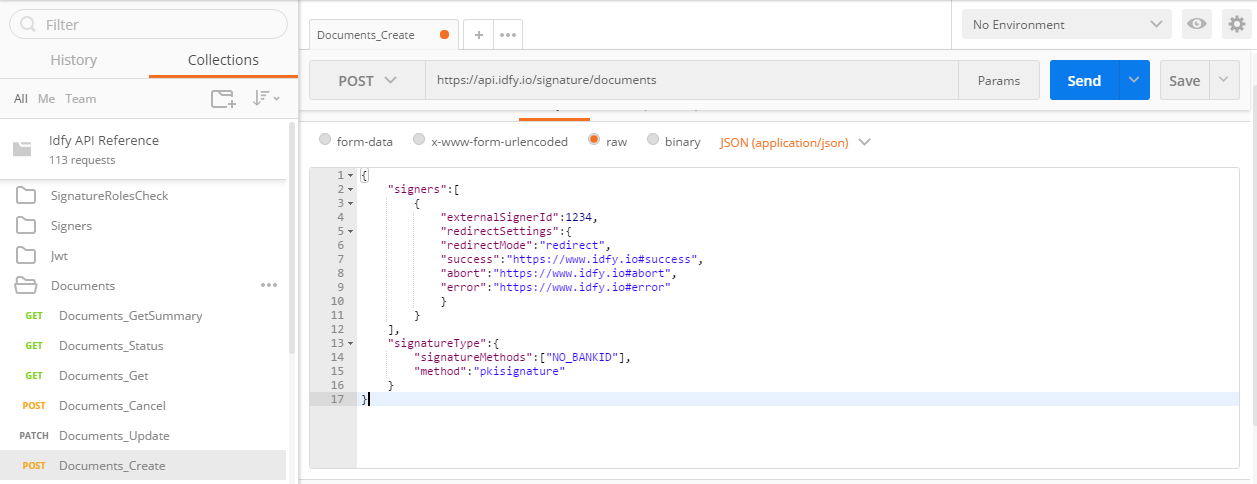 Filter
History Collections
All Me Team
Idfy API Reference
113 requests
SignatureRolesCheck
Signers
Jwt
Documents •••
GET Documents_GetSummary
GET Documents_Status
GET Documents_Get
POST Documents_Cancel
PATCH Documents_Update
POST Documents_Create
Documents_Create + •••
No Environment
POST https://api.idfy.io/signature/documents Params Send Save
form-data x-www-form-urlencoded raw binary JSON (application/json)
1 {
2 "signers":[
3 {
4 "externalSignerId":1234,
5 "redirectSettings":{
6 "redirectMode":"redirect",
7 "success":"https://www.idfy.io#success",
8 "abort":"https://www.idfy.io#abort",
9 "error":"https://www.idfy.io#error"
10 }
11 }
12 ],
13 "signatureType":{
14 "signatureMethods":["NO_BANKID"],
15 "method":"pkisignature"
16 }
17 }